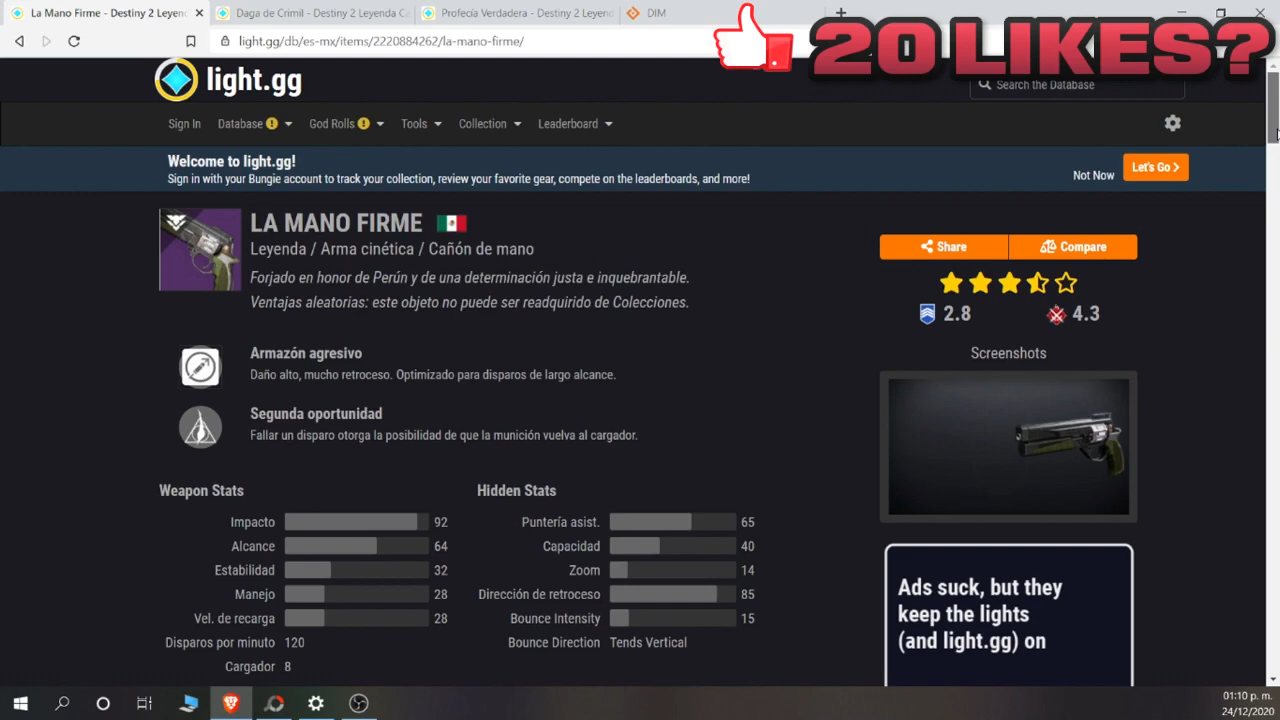 La Mano Firme - Destiny 2 Leyend
Daga de Crimil - Destiny 2 Leyenda Ca
Profecía Verdadera - Destiny 2 Leyend
DIM
light.gg/db/es-mx/items/2220884262/la-mano-firme/
20 LIKES?
light.gg
Search the Database
Sign In
Database
God Rolls
Tools
Collection
Leaderboard
Welcome to light.gg!
Sign in with your Bungie account to track your collection, review your favorite gear, compete on the leaderboards, and more!
Not Now
Let's Go
LA MANO FIRME
Leyenda / Arma cinética / Cañón de mano
Forjado en honor de Perún y de una determinación justa e inquebrantable.
Ventajas aleatorias: este objeto no puede ser readquirido de Colecciones.
Share
Compare
2.8
4.3
Armazón agresivo
Daño alto, mucho retroceso. Optimizado para disparos de largo alcance.
Segunda oportunidad
Fallar un disparo otorga la posibilidad de que la munición vuelva al cargador.
Screenshots
Weapon Stats
Impacto 92
Alcance 64
Estabilidad 32
Manejo 28
Vel. de recarga 28
Disparos por minuto 120
Cargador 8
Hidden Stats
Puntería asist. 65
Capacidad 40
Zoom 14
Dirección de retroceso 85
Bounce Intensity 15
Bounce Direction Tends Vertical
Ads suck, but they
keep the lights
(and light.gg) on
01:10 p. m.
24/12/2020